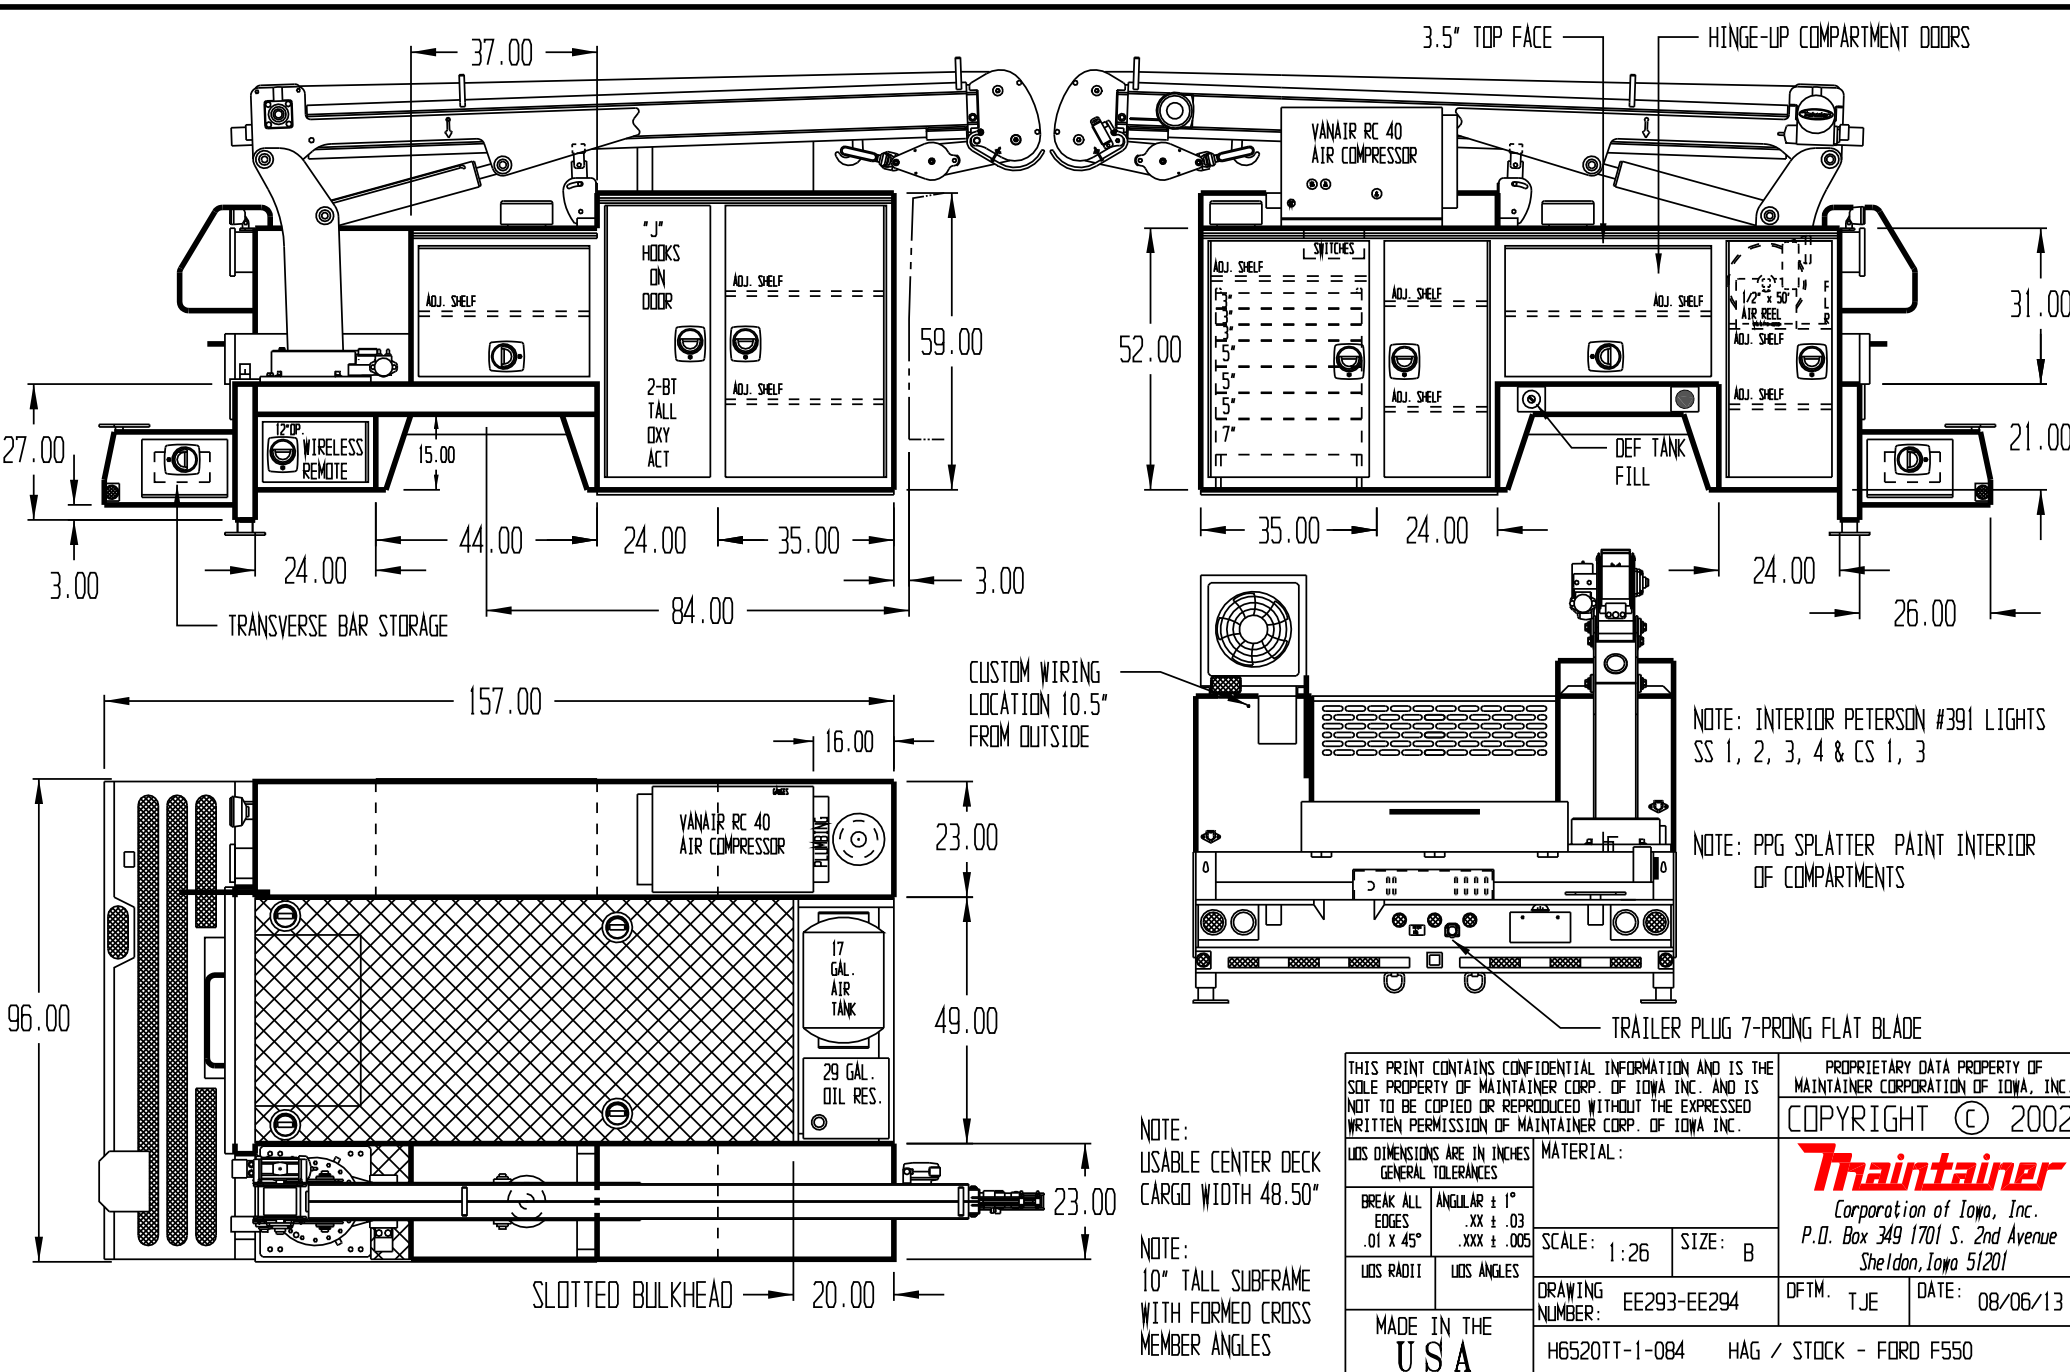 37.00
"J"
HOOKS
ON
DOOR
ADJ. SHELF
ADJ. SHELF
ADJ. SHELF
2-BT
TALL
OXY
ACT
12"DP.
WIRELESS
REMOTE
15.00
27.00
3.00
59.00
44.00
24.00
35.00
24.00
3.00
84.00
TRANSVERSE BAR STORAGE
3.5" TOP FACE
HINGE-UP COMPARTMENT DOORS
VANAIR RC 40
AIR COMPRESSOR
SWITCHES
ADJ. SHELF
3"
3"
3"
5"
5"
5"
7"
ADJ. SHELF
ADJ. SHELF
ADJ. SHELF
1/2" x 50'
AIR REEL
F
L
R
ADJ. SHELF
ADJ. SHELF
52.00
31.00
21.00
DEF TANK
FILL
35.00
24.00
24.00
26.00
157.00
16.00
96.00
GAUGES
VANAIR RC 40
AIR COMPRESSOR
PLUMBING
23.00
17
GAL.
AIR
TANK
49.00
29 GAL.
OIL RES.
23.00
SLOTTED BULKHEAD
20.00
CUSTOM WIRING
LOCATION 10.5"
FROM OUTSIDE
NOTE: INTERIOR PETERSON #391 LIGHTS
SS 1, 2, 3, 4 & CS 1, 3
NOTE: PPG SPLATTER PAINT INTERIOR
OF COMPARTMENTS
TRAILER PLUG 7-PRONG FLAT BLADE
NOTE:
USABLE CENTER DECK
CARGO WIDTH 48.50"
NOTE:
10" TALL SUBFRAME
WITH FORMED CROSS
MEMBER ANGLES
THIS PRINT CONTAINS CONFIDENTIAL INFORMATION AND IS THE
SOLE PROPERTY OF MAINTAINER CORP. OF IOWA INC. AND IS
NOT TO BE COPIED OR REPRODUCED WITHOUT THE EXPRESSED
WRITTEN PERMISSION OF MAINTAINER CORP. OF IOWA INC.
PROPRIETARY DATA PROPERTY OF
MAINTAINER CORPORATION OF IOWA, INC.
COPYRIGHT © 2002
UOS DIMENSIONS ARE IN INCHES
GENERAL TOLERANCES
BREAK ALL
EDGES
.01 X 45°
ANGULAR ± 1°
.XX ± .03
.XXX ± .005
UOS RADII
UOS ANGLES
MADE IN THE
USA
MATERIAL:
SCALE: 1:26
SIZE: B
Maintainer
Corporation of Iowa, Inc.
P.O. Box 349 1701 S. 2nd Avenue
Sheldon, Iowa 51201
DRAWING
NUMBER: EE293-EE294
DFTM. TJE
DATE: 08/06/13
H6520TT-1-084 HAG / STOCK - FORD F550